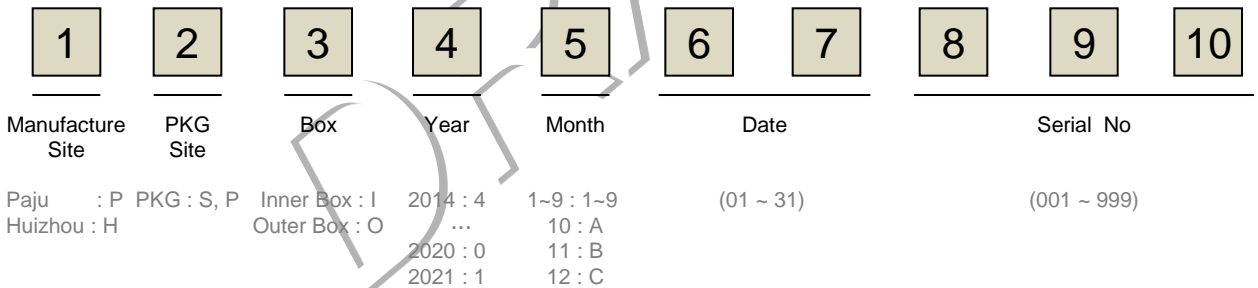 1 2 3 4 5 6 7 8 9 10
Manufacture Site PKG Site Box Year Month Date Serial No
Paju : P PKG : S, P Inner Box : I 2014 : 4 1~9 : 1~9 (01 ~ 31) (001 ~ 999)
Huizhou : H Outer Box : O ... 10 : A
2020 : 0 11 : B
2021 : 1 12 : C